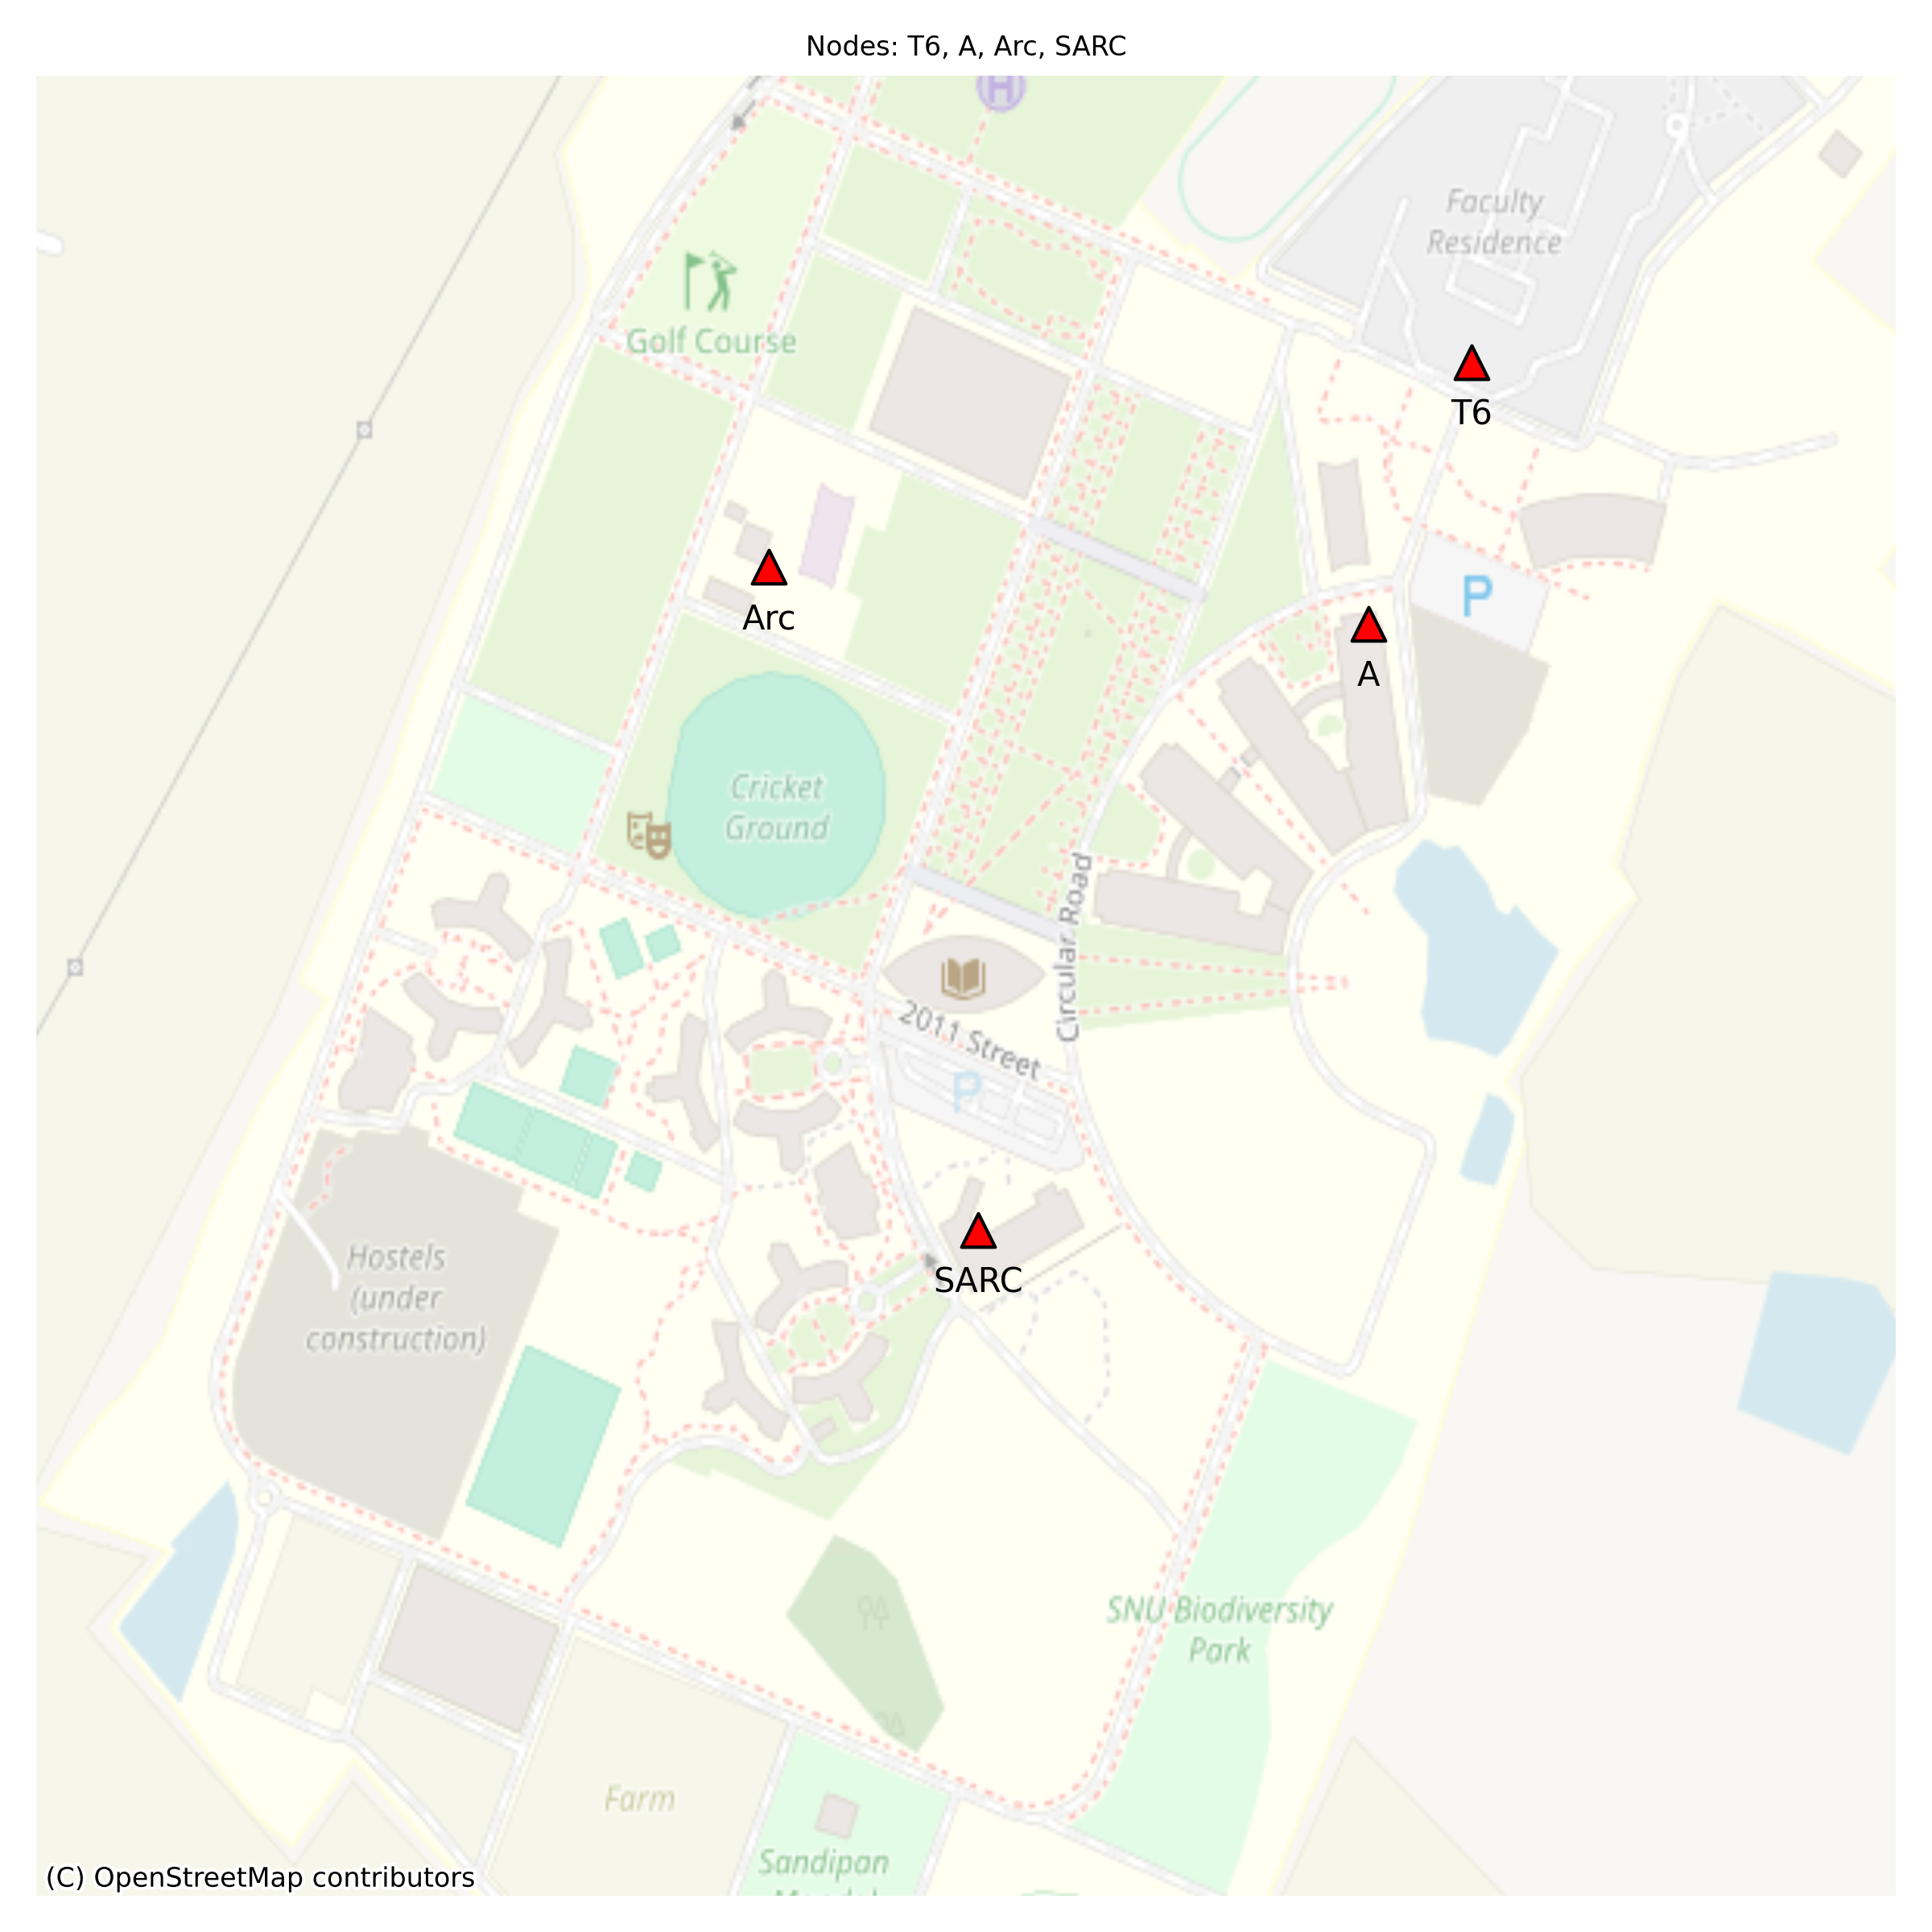 Nodes: T6, A, Arc, SARC
H
Faculty
Residence
Golf Course
T6
Arc
P
A
Cricket
Ground
Circular Road
2011 Street
P
Hostels
(under
construction)
SARC
SNU Biodiversity
Park
Farm
Sandipan
(C) OpenStreetMap contributors